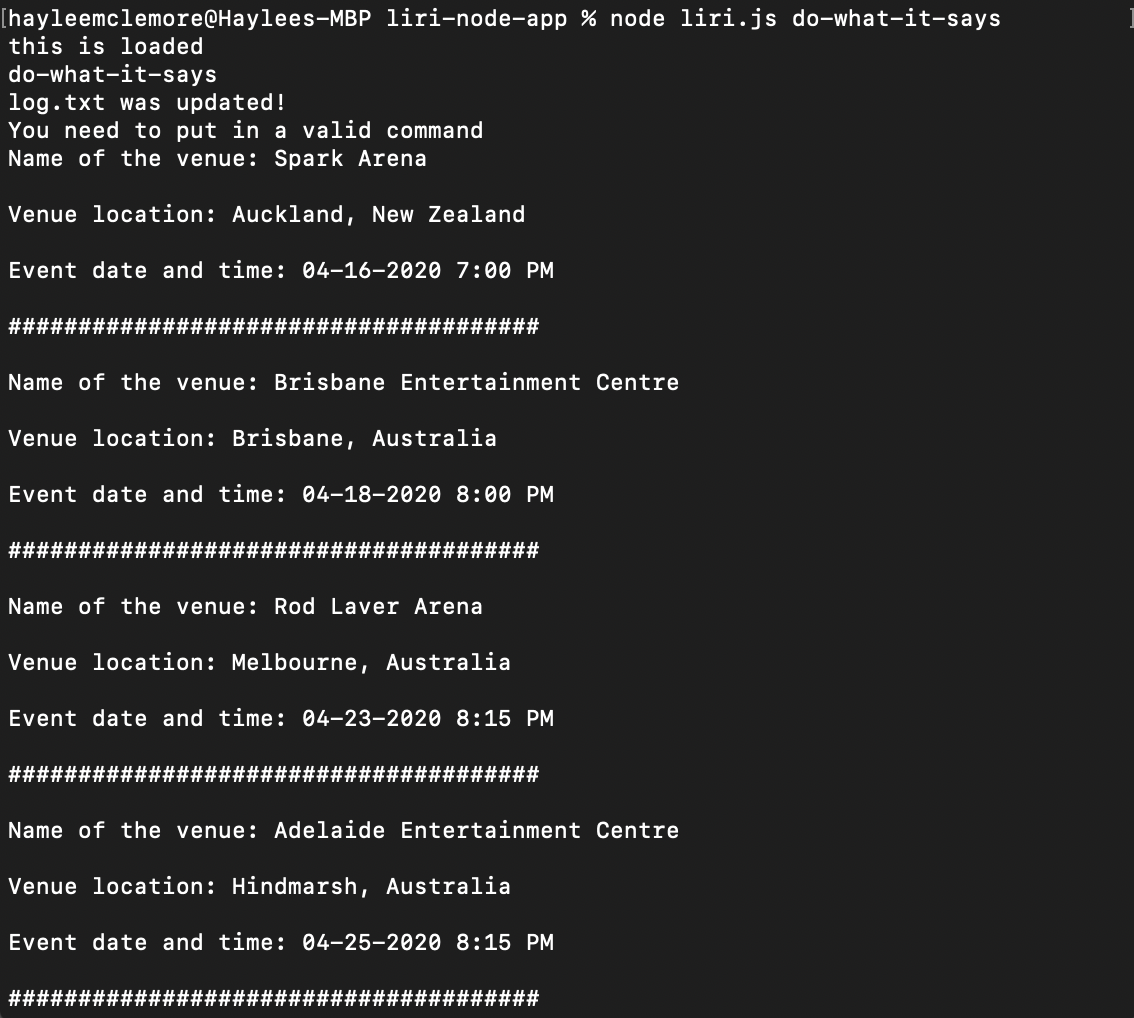 [hayleemclemore@Haylees-MBP liri-node-app % node liri.js do-what-it-says ]
this is loaded
do-what-it-says
log.txt was updated!
You need to put in a valid command
Name of the venue: Spark Arena
Venue location: Auckland, New Zealand
Event date and time: 04-16-2020 7:00 PM
######################################
Name of the venue: Brisbane Entertainment Centre
Venue location: Brisbane, Australia
Event date and time: 04-18-2020 8:00 PM
######################################
Name of the venue: Rod Laver Arena
Venue location: Melbourne, Australia
Event date and time: 04-23-2020 8:15 PM
######################################
Name of the venue: Adelaide Entertainment Centre
Venue location: Hindmarsh, Australia
Event date and time: 04-25-2020 8:15 PM
######################################